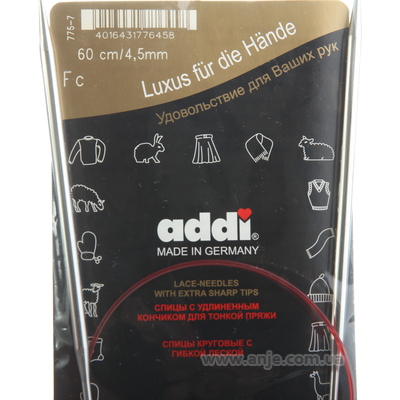 775-7
4016431776458
60 cm/4,5mm
Fc
Luxus für die Hände
Удовольствие для Ваших рук
addi
MADE IN GERMANY
LACE-NEEDLES
WITH EXTRA SHARP TIPS
СПИЦЫ С УДЛИНЕННЫМ
КОНЧИКОМ ДЛЯ ТОНКОЙ ПРЯЖИ
СПИЦЫ КРУГОВЫЕ С
ГИБКОЙ ЛЕСКОЙ
www.anje.com.ua